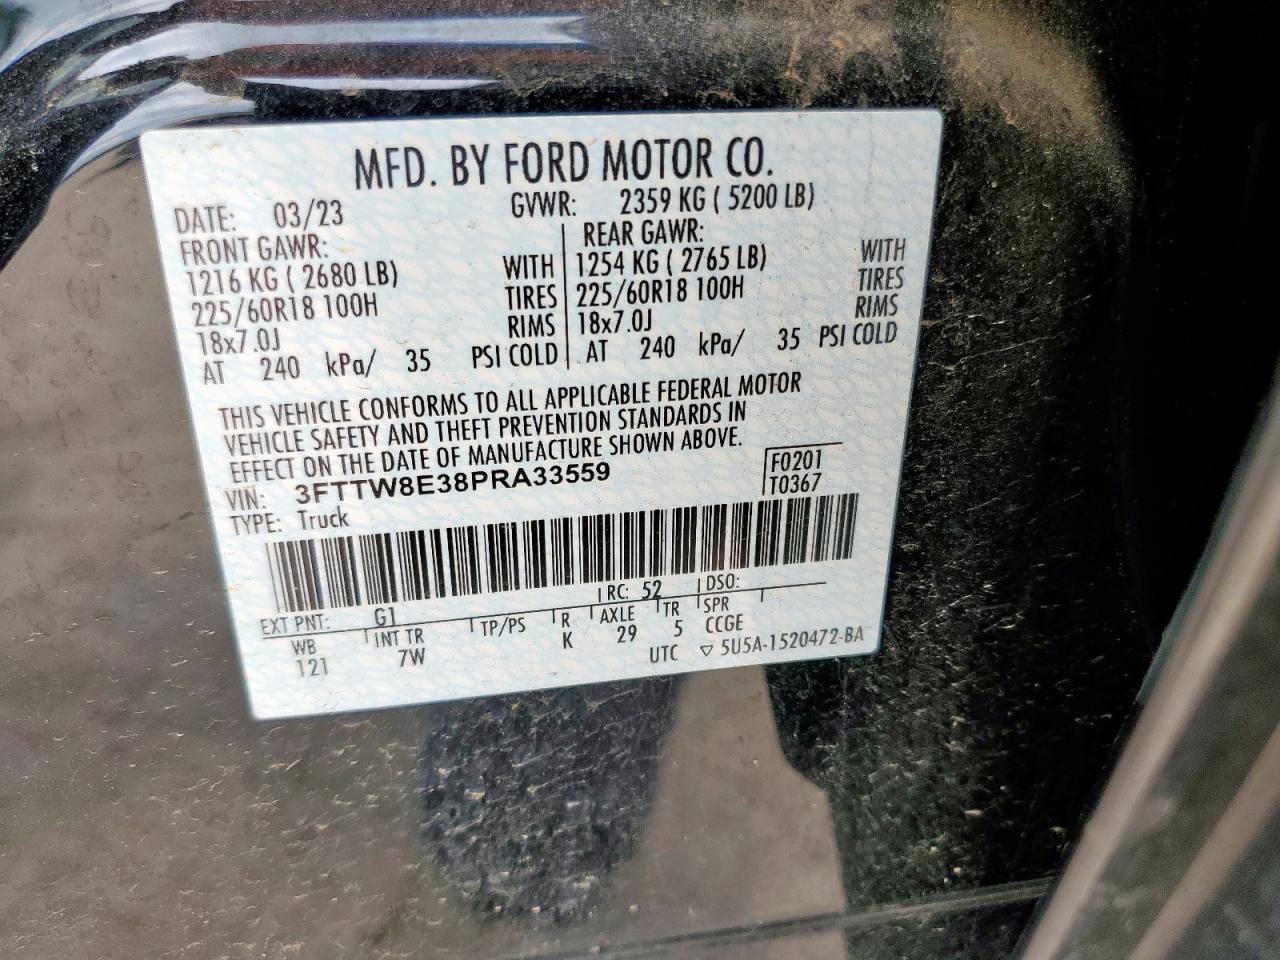 MFD. BY FORD MOTOR CO.
DATE: 03/23 GVWR: 2359 KG ( 5200 LB)
FRONT GAWR: REAR GAWR:
1216 KG ( 2680 LB) WITH 1254 KG ( 2765 LB) WITH
225/60R18 100H TIRES 225/60R18 100H TIRES
18x7.0J RIMS 18x7.0J RIMS
AT 240 kPa/ 35 PSI COLD AT 240 kPa/ 35 PSI COLD
THIS VEHICLE CONFORMS TO ALL APPLICABLE FEDERAL MOTOR
VEHICLE SAFETY AND THEFT PREVENTION STANDARDS IN
EFFECT ON THE DATE OF MANUFACTURE SHOWN ABOVE.
VIN: 3FTTW8E38PRA33559 F0201
TYPE: Truck T0367
EXT PNT: G1 RC: 52 DSO:
WB INT TR TP/PS R AXLE TR SPR
121 7W K 29 5 CCGE
UTC ▽ 5U5A-1520472-BA